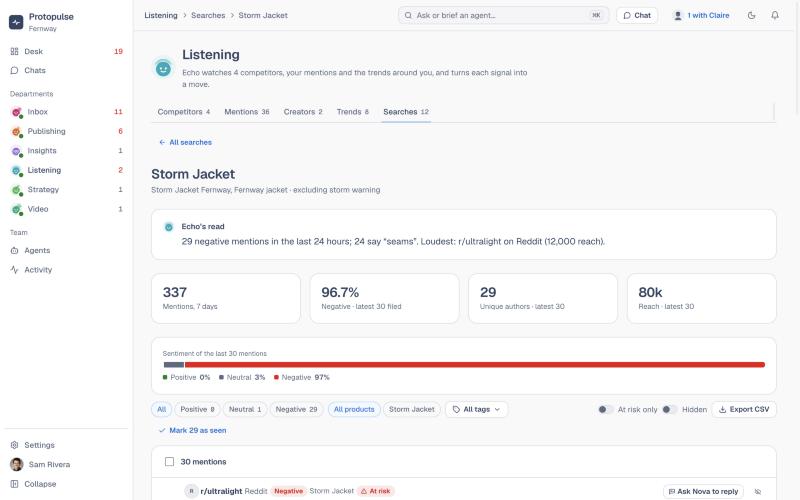 Protopulse
Fernway
Desk 19
Chats
Departments
Inbox 11
Publishing 6
Insights 1
Listening 2
Strategy 1
Video 1
Team
Agents
Activity
Settings
Sam Rivera
Collapse
Listening > Searches > Storm Jacket
Ask or brief an agent… ⌘K
Chat
1 with Claire
Listening
Echo watches 4 competitors, your mentions and the trends around you, and turns each signal into
a move.
Competitors 4 Mentions 36 Creators 2 Trends 8 Searches 12
← All searches
Storm Jacket
Storm Jacket Fernway, Fernway jacket · excluding storm warning
Echo's read
29 negative mentions in the last 24 hours; 24 say “seams”. Loudest: r/ultralight on Reddit (12,000 reach).
337
Mentions, 7 days
96.7%
Negative · latest 30 filed
29
Unique authors · latest 30
80k
Reach · latest 30
Sentiment of the last 30 mentions
Positive 0% Neutral 3% Negative 97%
All Positive 0 Neutral 1 Negative 29 All products Storm Jacket All tags At risk only Hidden Export CSV
Mark 29 as seen
30 mentions
R r/ultralight Reddit Negative Storm Jacket At risk Ask Nova to reply